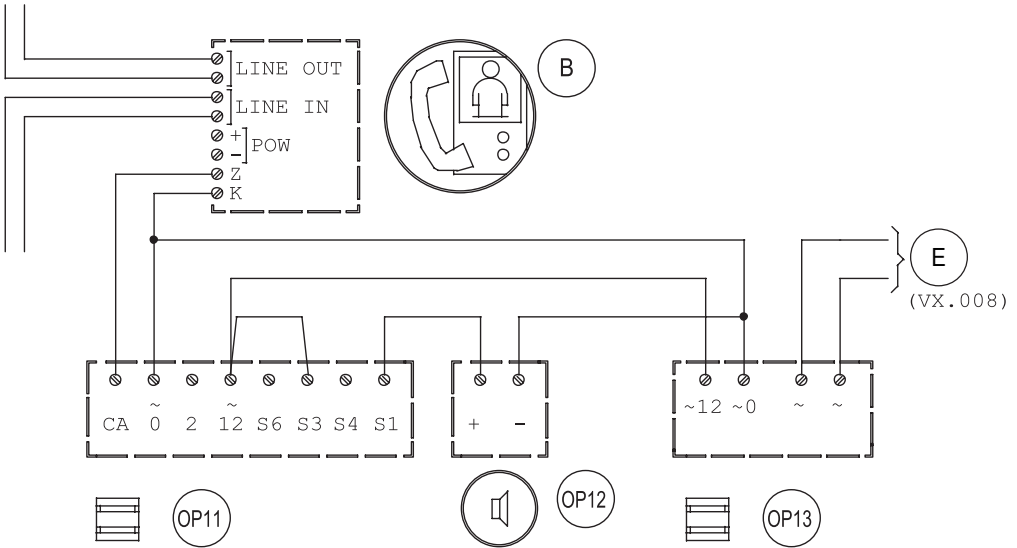 LINE OUT
B
LINE IN
+
POW
-
Z
K
E
(VX.008)
~ ~
CA 0 2 12 S6 S3 S4 S1
+ -
~12 ~0 ~ ~
OP11
OP12
OP13